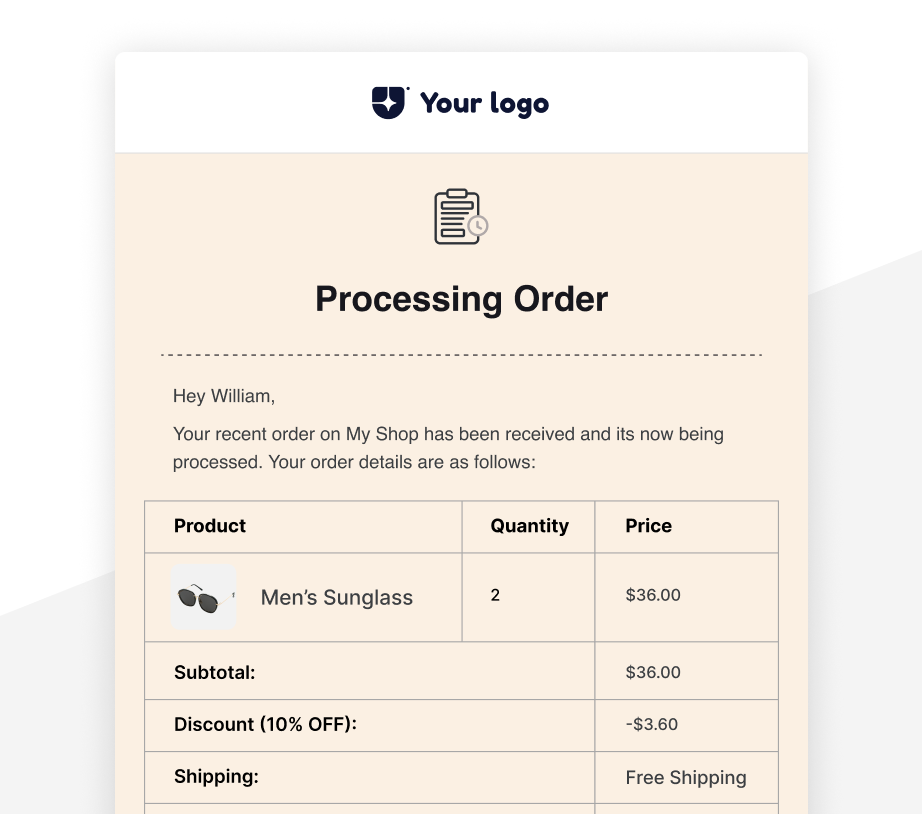 Your logo
Processing Order
Hey William,
Your recent order on My Shop has been received and its now being
processed. Your order details are as follows:
Product Quantity Price
Men’s Sunglass 2 $36.00
Subtotal: $36.00
Discount (10% OFF): -$3.60
Shipping: Free Shipping